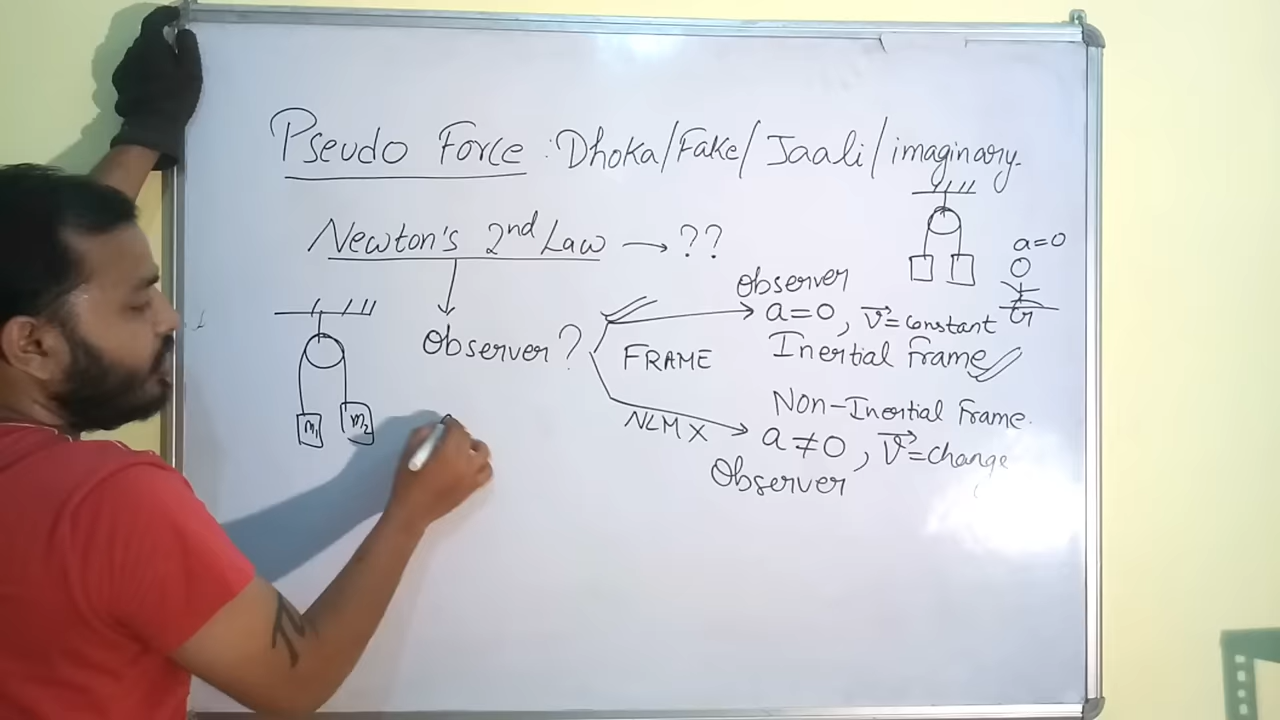 Pseudo Force : Dhoka/Fake/Jaali/imaginary.
Newton's 2nd Law → ??
a=0
Observer
a=0, v⃗=constant
Observer?
FRAME
Inertial Frame
Non-Inertial Frame.
NLM X
a≠0, v⃗=change
Observer
m₁
m₂
Gr